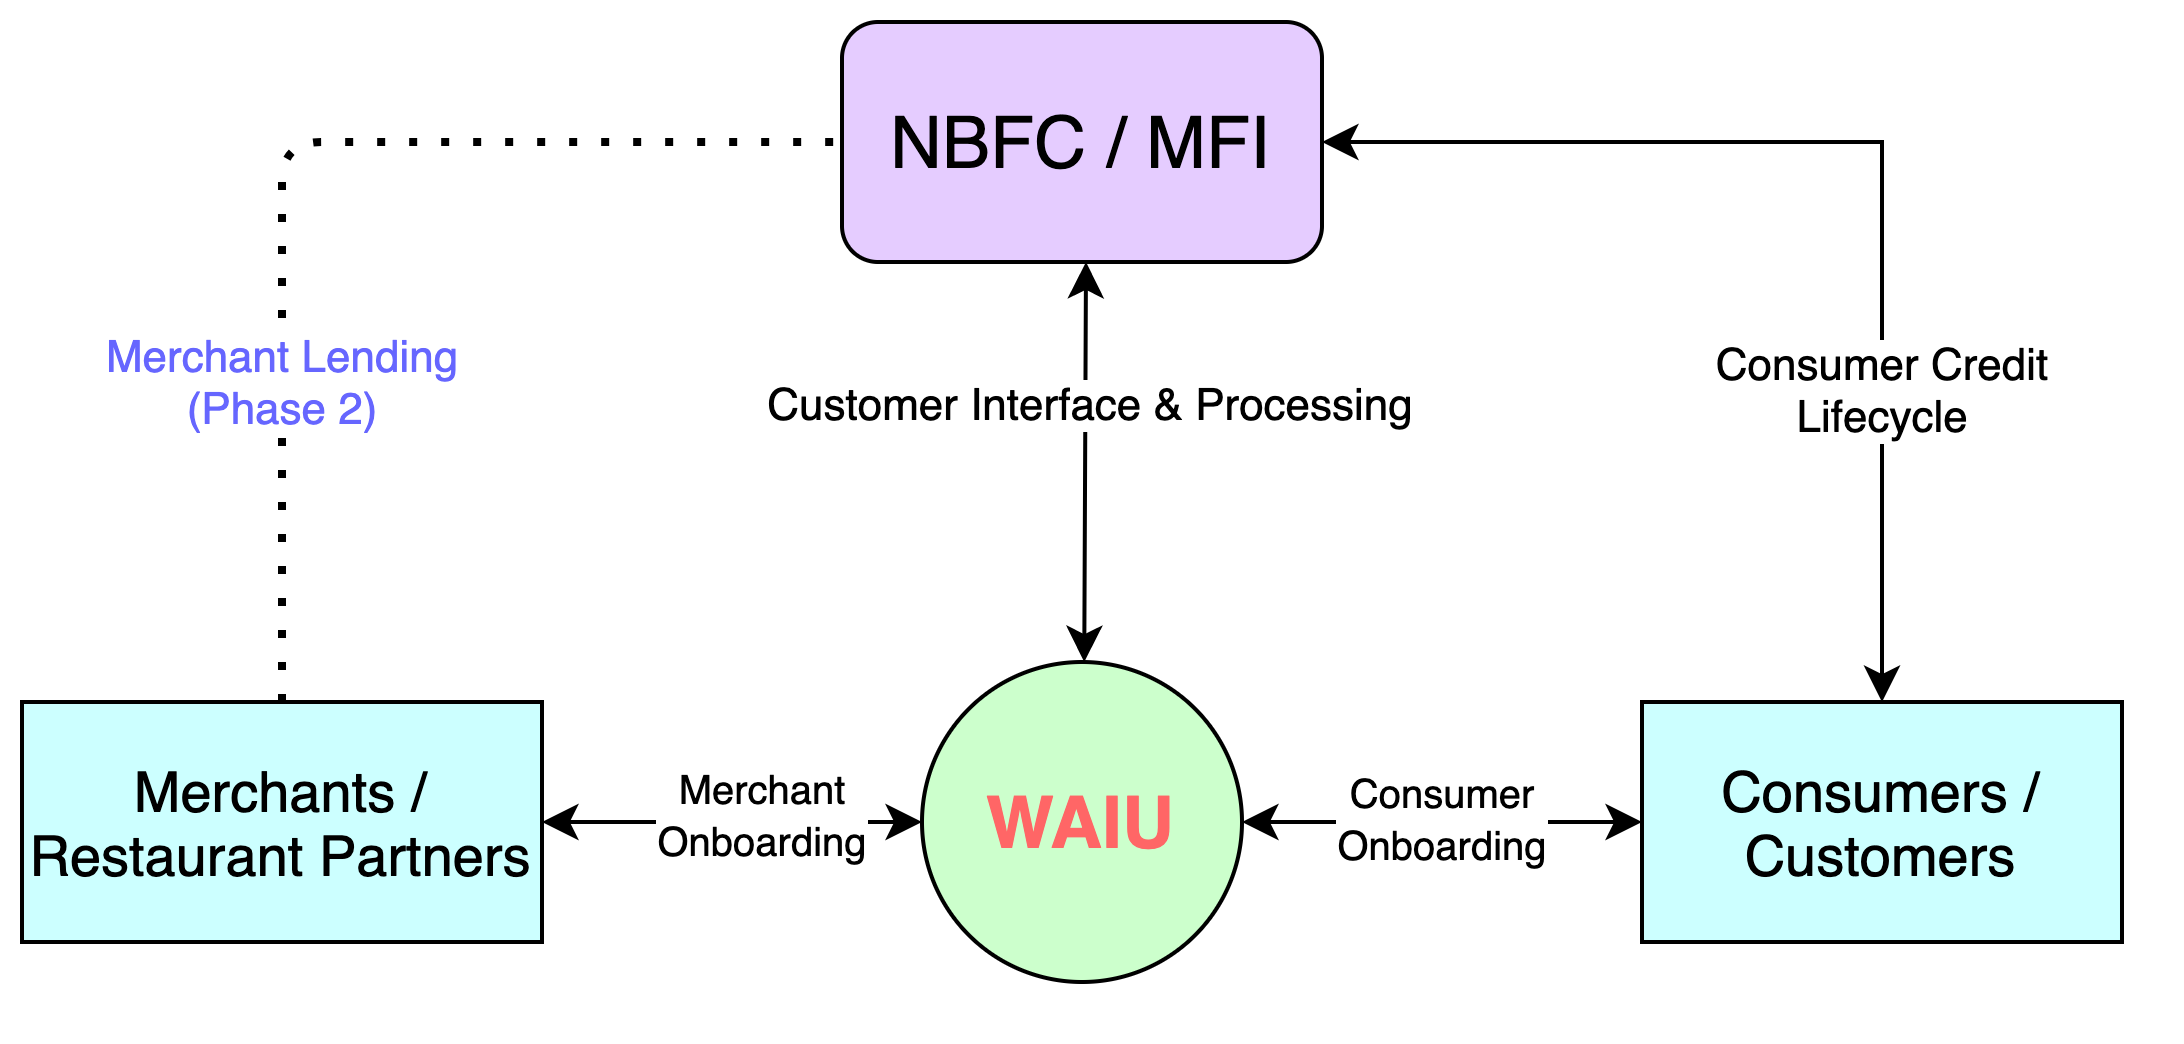 NBFC / MFI
Merchant Lending
(Phase 2)
Customer Interface & Processing
Consumer Credit
Lifecycle
Merchants /
Restaurant Partners
Merchant
Onboarding
WAIU
Consumer
Onboarding
Consumers /
Customers